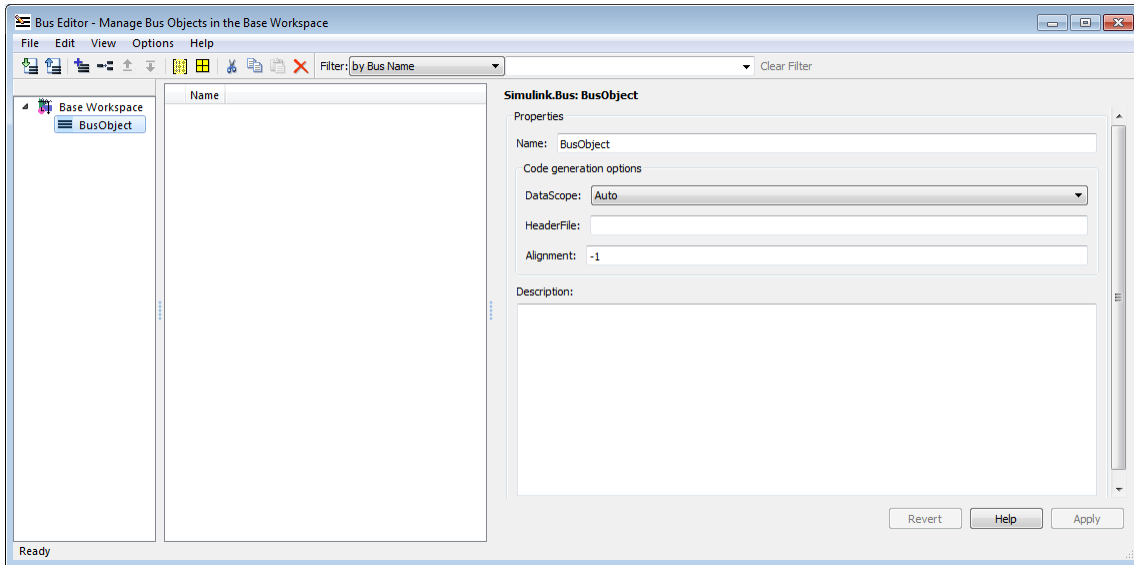 Bus Editor - Manage Bus Objects in the Base Workspace
File Edit View Options Help
Filter: by Bus Name Clear Filter
Base Workspace
BusObject
Name
Simulink.Bus: BusObject
Properties
Name: BusObject
Code generation options
DataScope: Auto
HeaderFile:
Alignment: -1
Description:
Revert Help Apply
Ready